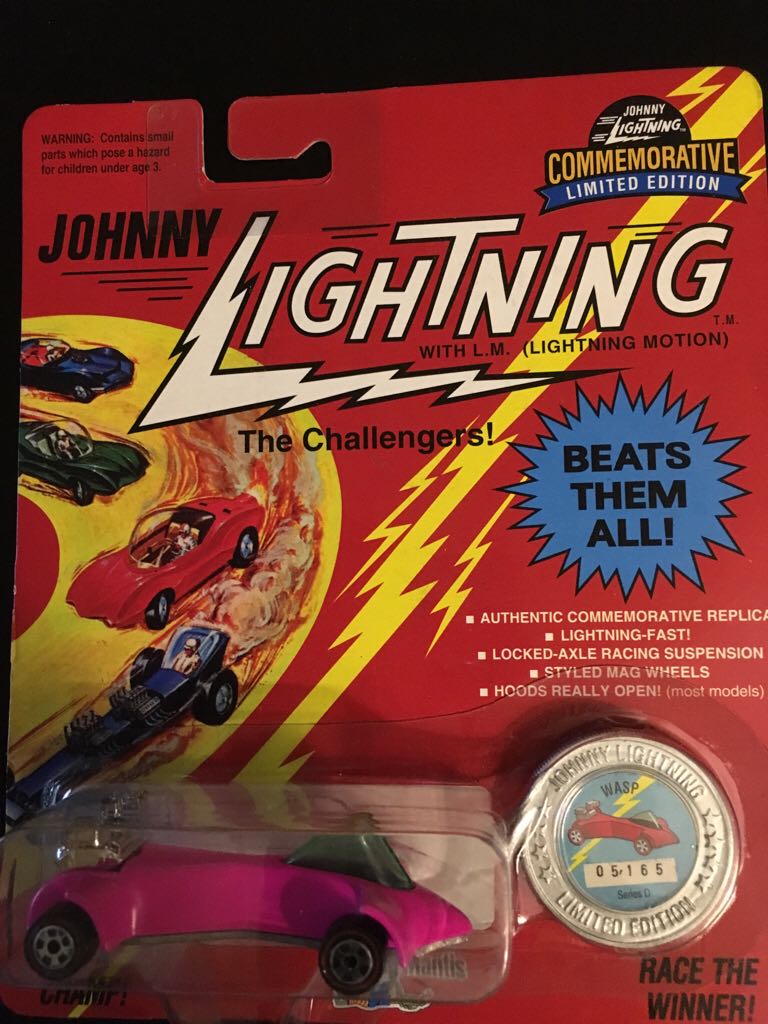 WARNING: Contains small
parts which pose a hazard
for children under age 3.
JOHNNY
LIGHTNING
COMMEMORATIVE
LIMITED EDITION
JOHNNY
LIGHTNING
T.M.
WITH L.M. (LIGHTNING MOTION)
The Challengers!
BEATS
THEM
ALL!
■ AUTHENTIC COMMEMORATIVE REPLICA
■ LIGHTNING-FAST!
■ LOCKED-AXLE RACING SUSPENSION
■ STYLED MAG WHEELS
■ HOODS REALLY OPEN! (most models)
JOHNNY LIGHTNING
WASP
05,165
Series D
LIMITED EDITION
CHAMP!
RACE THE
WINNER!